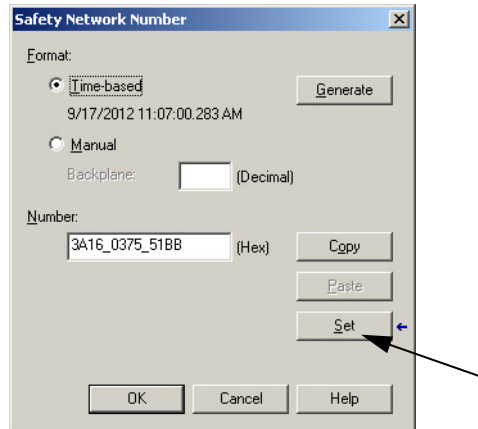 Safety Network Number
Format:
Time-based
Generate
9/17/2012 11:07:00.283 AM
Manual
Backplane:
(Decimal)
Number:
3A16_0375_51BB
(Hex)
Copy
Paste
Set
OK
Cancel
Help